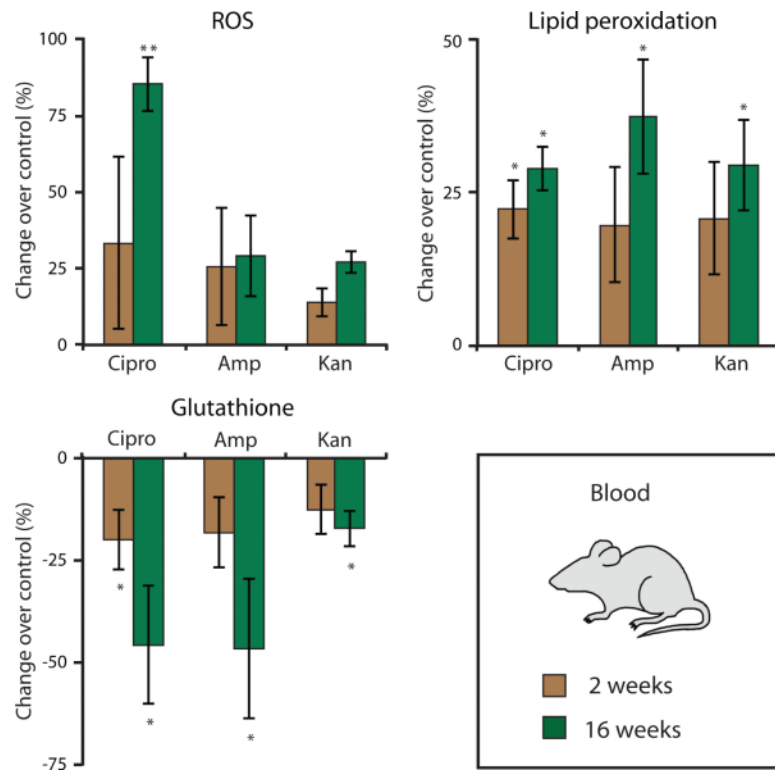 ROS
Change over control (%)
100
75
50
25
0
**
Cipro
Amp
Kan
Lipid peroxidation
Change over control (%)
50
25
0
*
*
*
*
Cipro
Amp
Kan
Glutathione
Cipro
Amp
Kan
Change over control (%)
0
-25
-50
-75
*
*
*
*
Blood
2 weeks
16 weeks